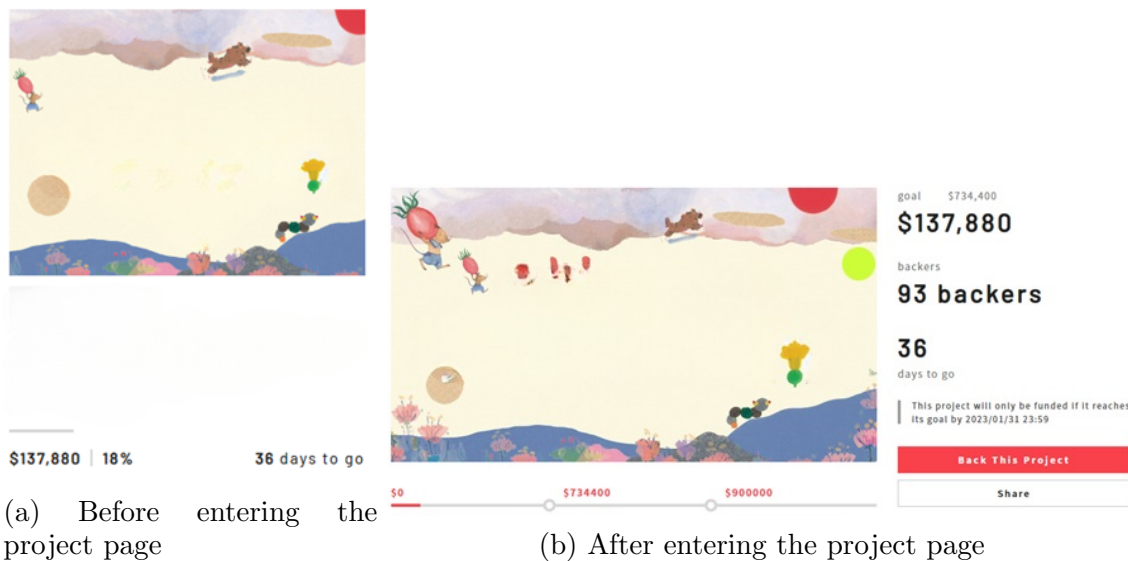 $137,880 | 18% 36 days to go
(a) Before entering the
project page
goal $734,400
$137,880
backers
93 backers
36
days to go
This project will only be funded if it reaches
its goal by 2023/01/31 23:59
Back This Project
Share
$0 $734400 $900000
(b) After entering the project page